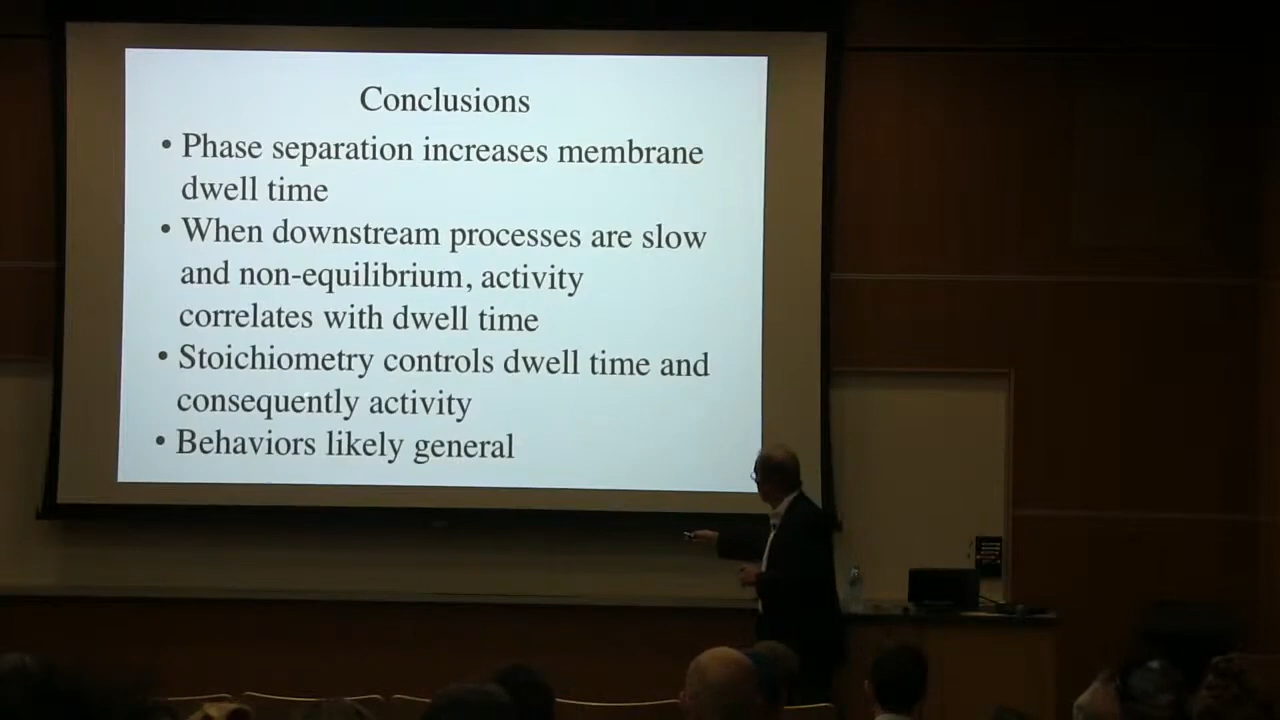 Conclusions
• Phase separation increases membrane
dwell time
• When downstream processes are slow
and non-equilibrium, activity
correlates with dwell time
• Stoichiometry controls dwell time and
consequently activity
• Behaviors likely general